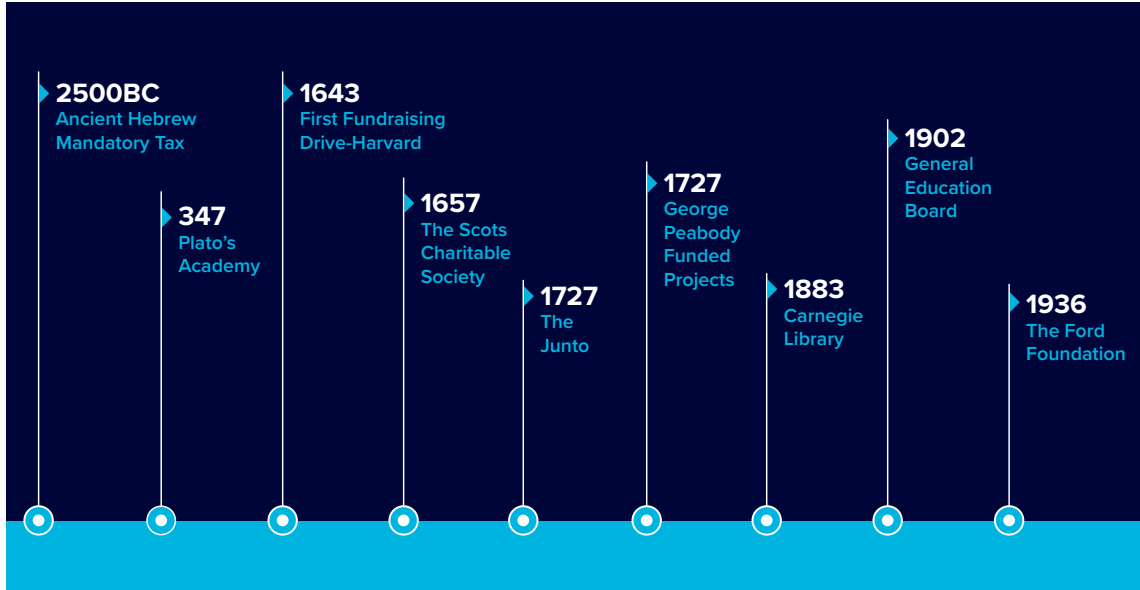 2500BC
Ancient Hebrew
Mandatory Tax
347
Plato's
Academy
1643
First Fundraising
Drive-Harvard
1657
The Scots
Charitable
Society
1727
The
Junto
1727
George
Peabody
Funded
Projects
1883
Carnegie
Library
1902
General
Education
Board
1936
The Ford
Foundation